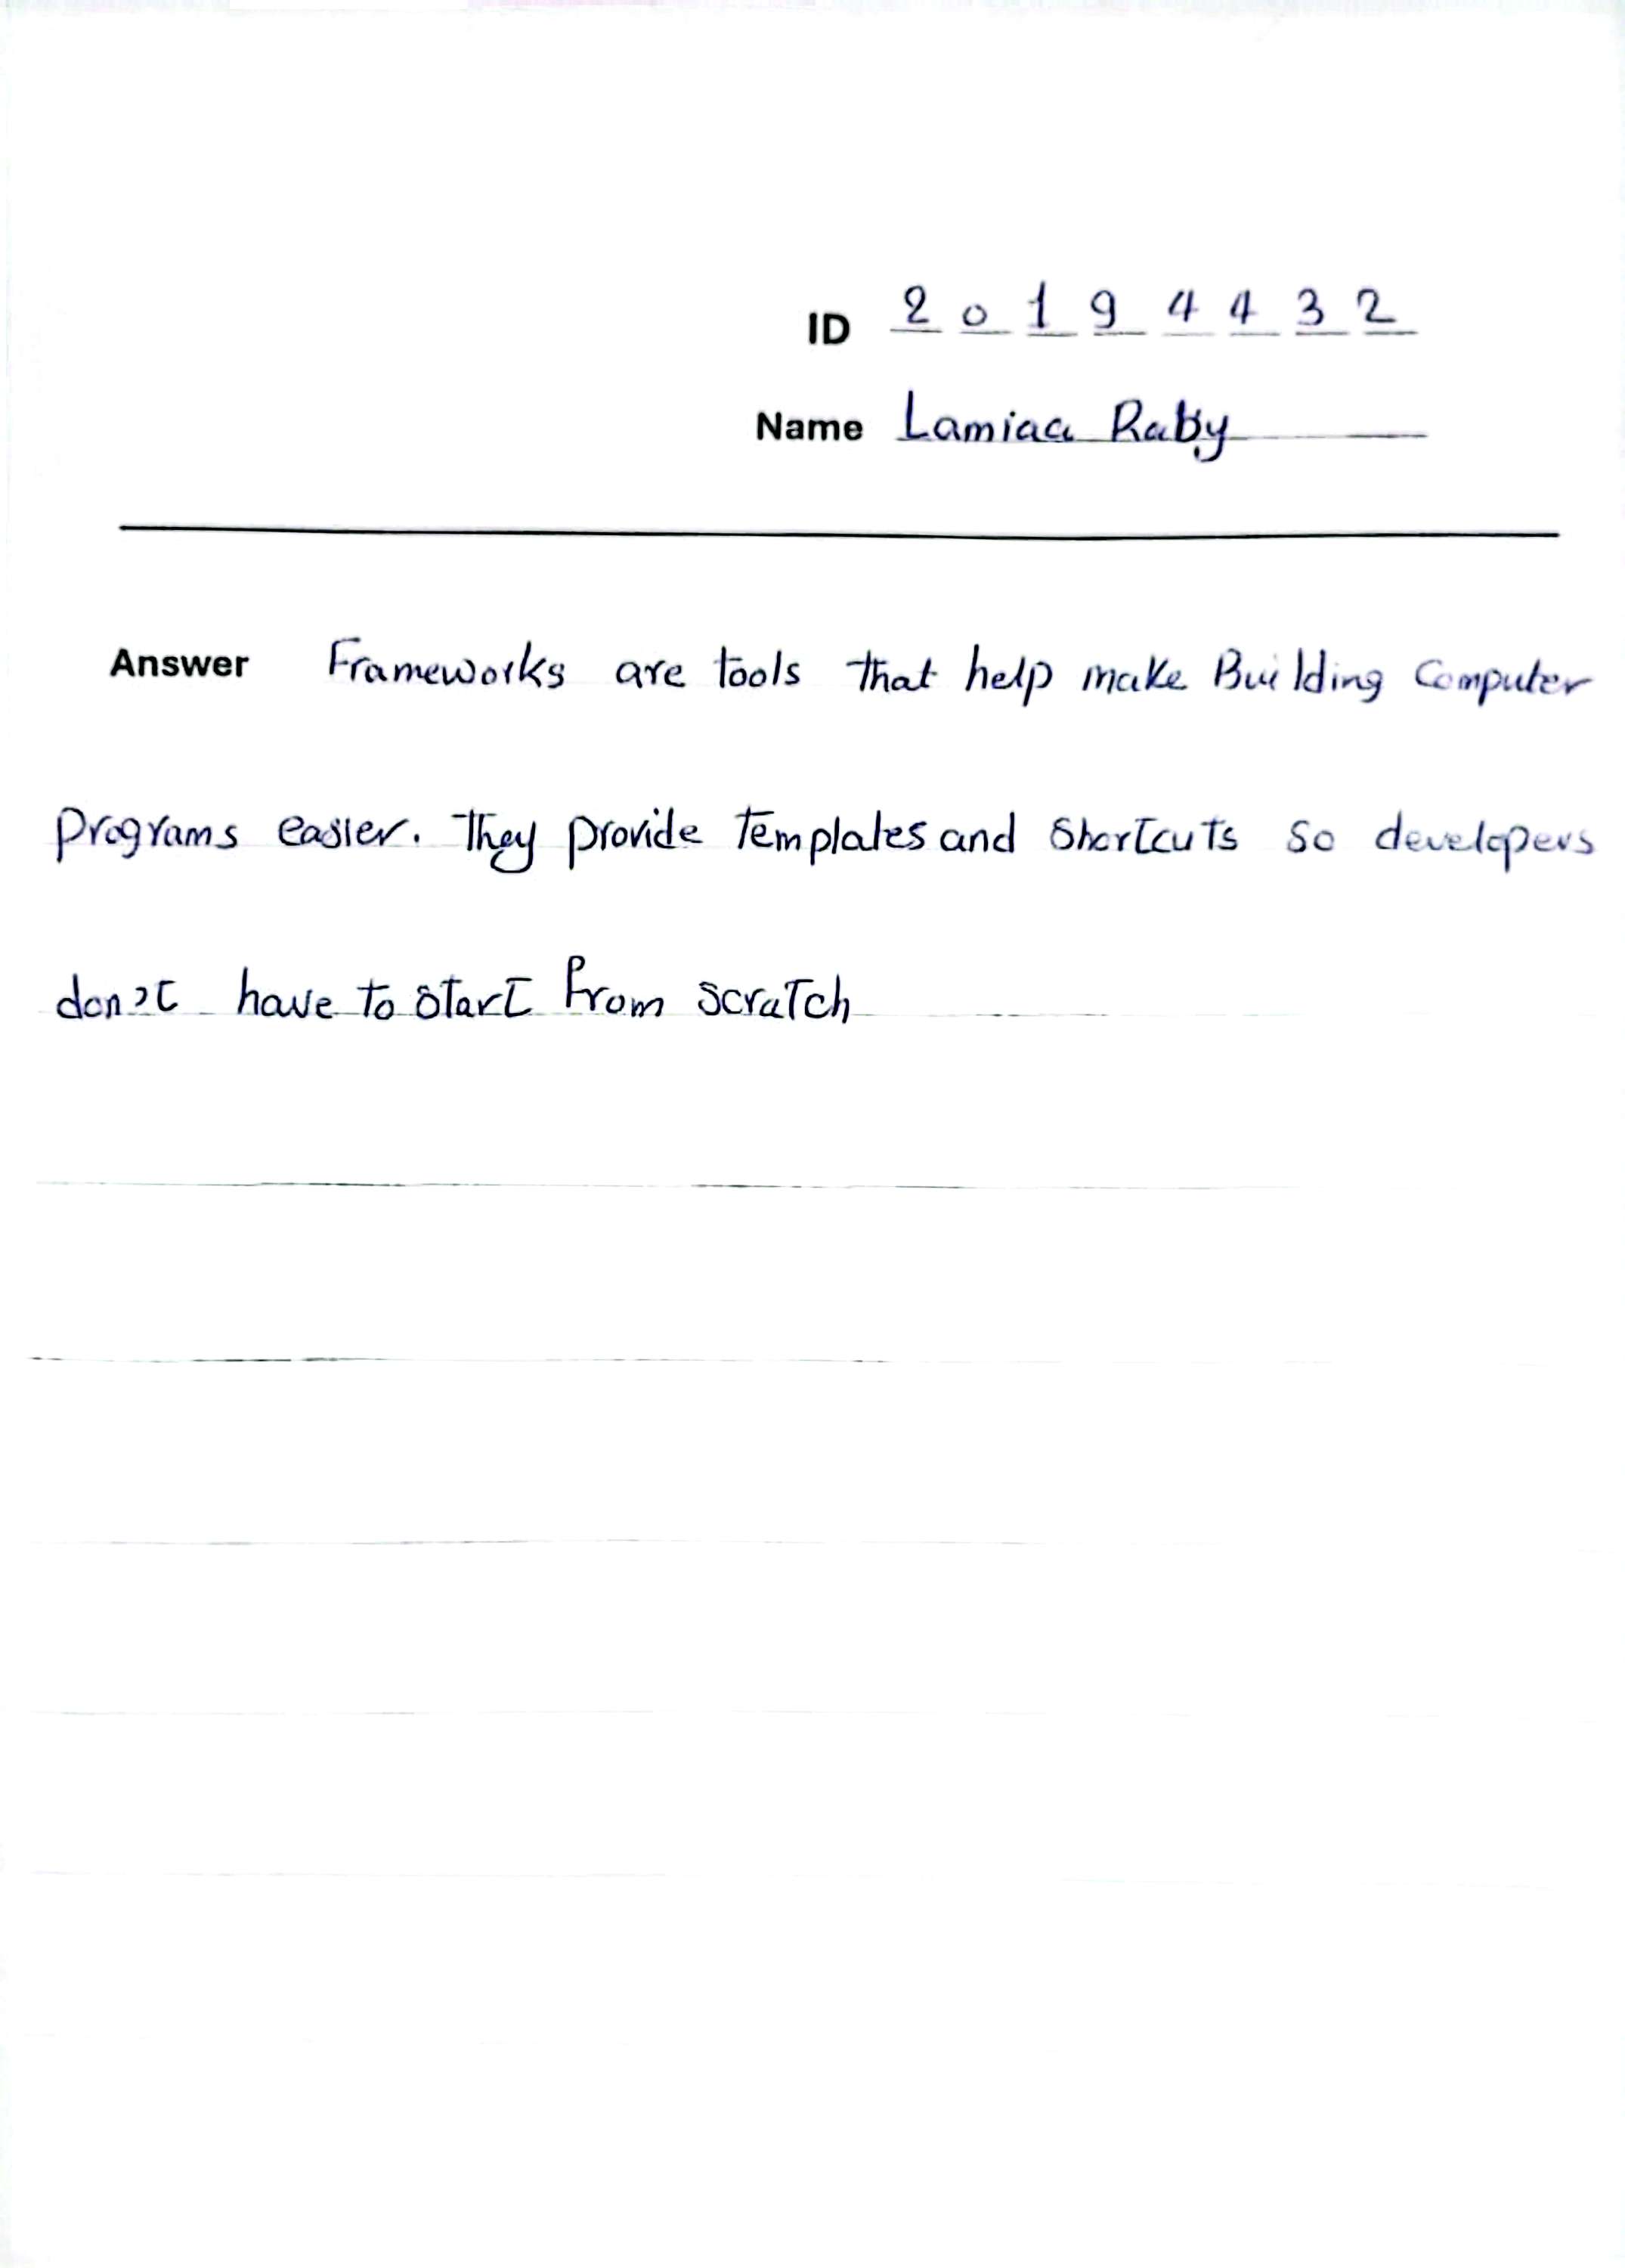 ID 2 0 1 9 4 4 3 2
Name Lamiaa Raby
Answer Frameworks are tools that help make Building Computer
Programs easier. They provide templates and shortcuts so developers
don't have to start from scratch